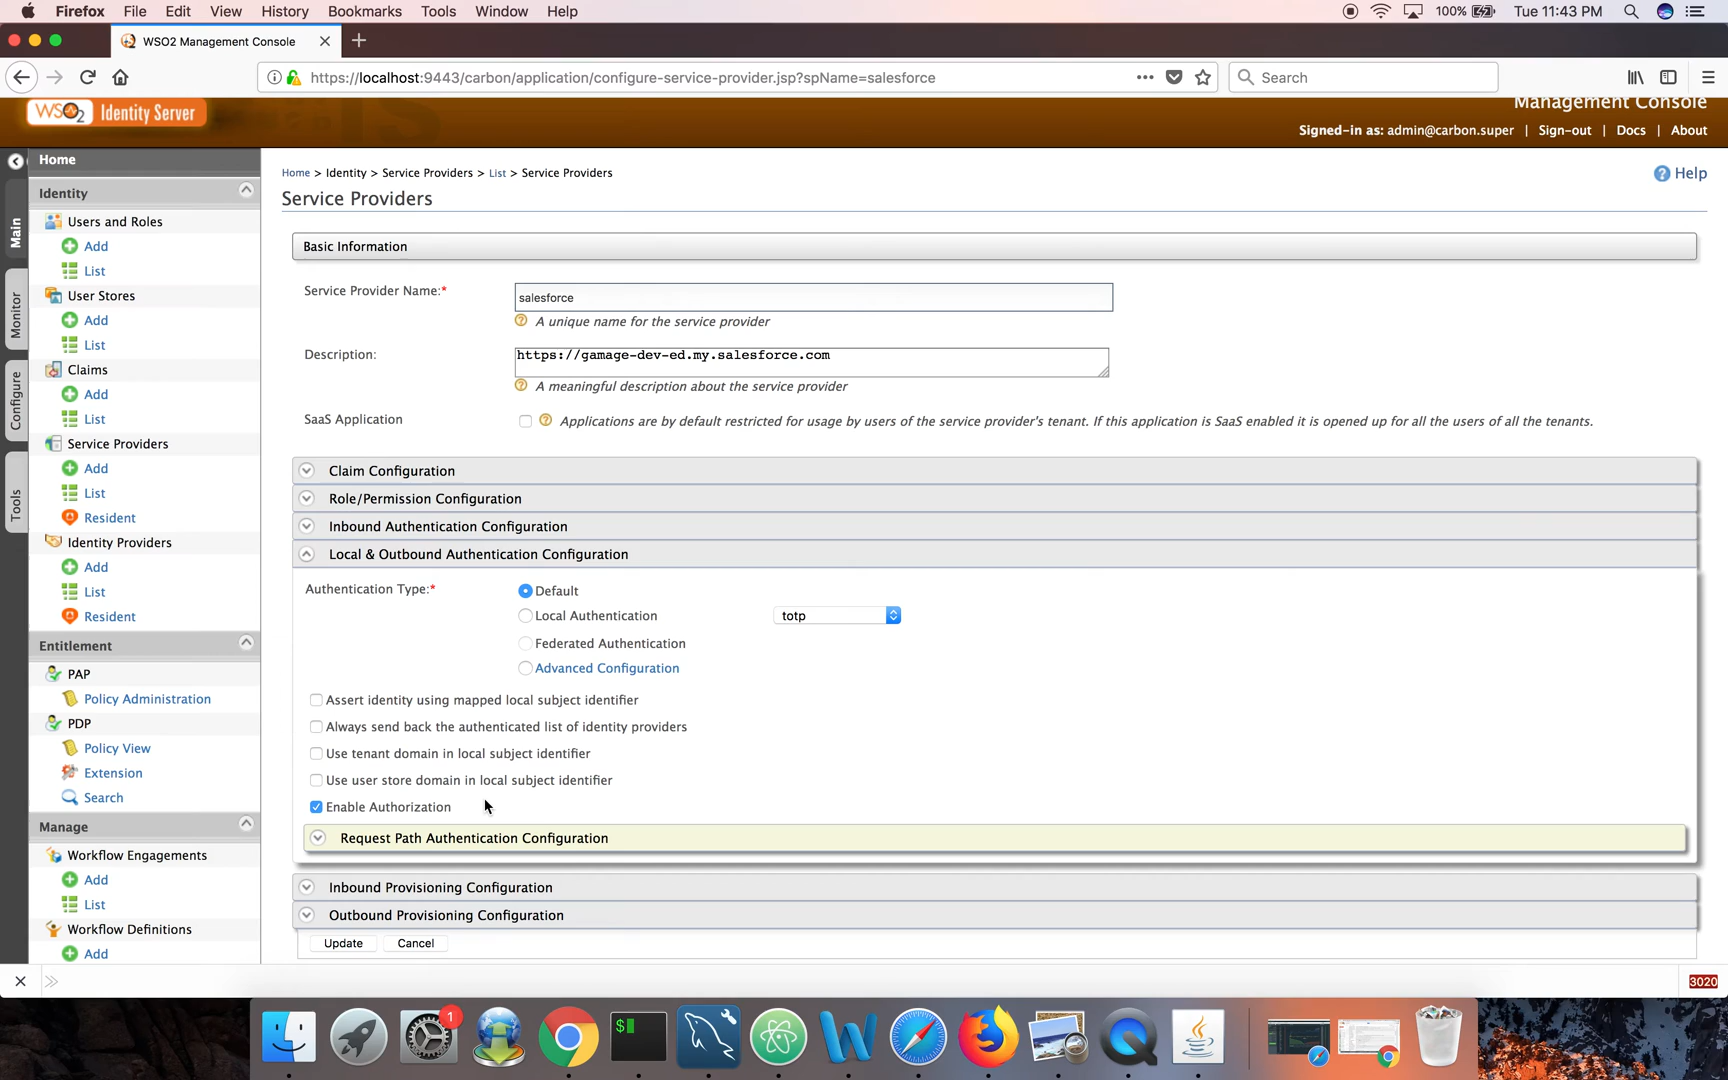 Firefox File Edit View History Bookmarks Tools Window Help 100% Tue 11:43 PM
WSO2 Management Console
https://localhost:9443/carbon/application/configure-service-provider.jsp?spName=salesforce
Search
WSO2 Identity Server
Management Console
Signed-in as: admin@carbon.super | Sign-out | Docs | About
Main
Monitor
Configure
Tools
Home
Identity
Users and Roles
Add
List
User Stores
Add
List
Claims
Add
List
Service Providers
Add
List
Resident
Identity Providers
Add
List
Resident
Entitlement
PAP
Policy Administration
PDP
Policy View
Extension
Search
Manage
Workflow Engagements
Add
List
Workflow Definitions
Add
Home > Identity > Service Providers > List > Service Providers
Help
Service Providers
Basic Information
Service Provider Name:* salesforce
A unique name for the service provider
Description: https://gamage-dev-ed.my.salesforce.com
A meaningful description about the service provider
SaaS Application Applications are by default restricted for usage by users of the service provider's tenant. If this application is SaaS enabled it is opened up for all the users of all the tenants.
Claim Configuration
Role/Permission Configuration
Inbound Authentication Configuration
Local & Outbound Authentication Configuration
Authentication Type:* Default
Local Authentication totp
Federated Authentication
Advanced Configuration
Assert identity using mapped local subject identifier
Always send back the authenticated list of identity providers
Use tenant domain in local subject identifier
Use user store domain in local subject identifier
Enable Authorization
Request Path Authentication Configuration
Inbound Provisioning Configuration
Outbound Provisioning Configuration
Update Cancel
3020
1
$
W